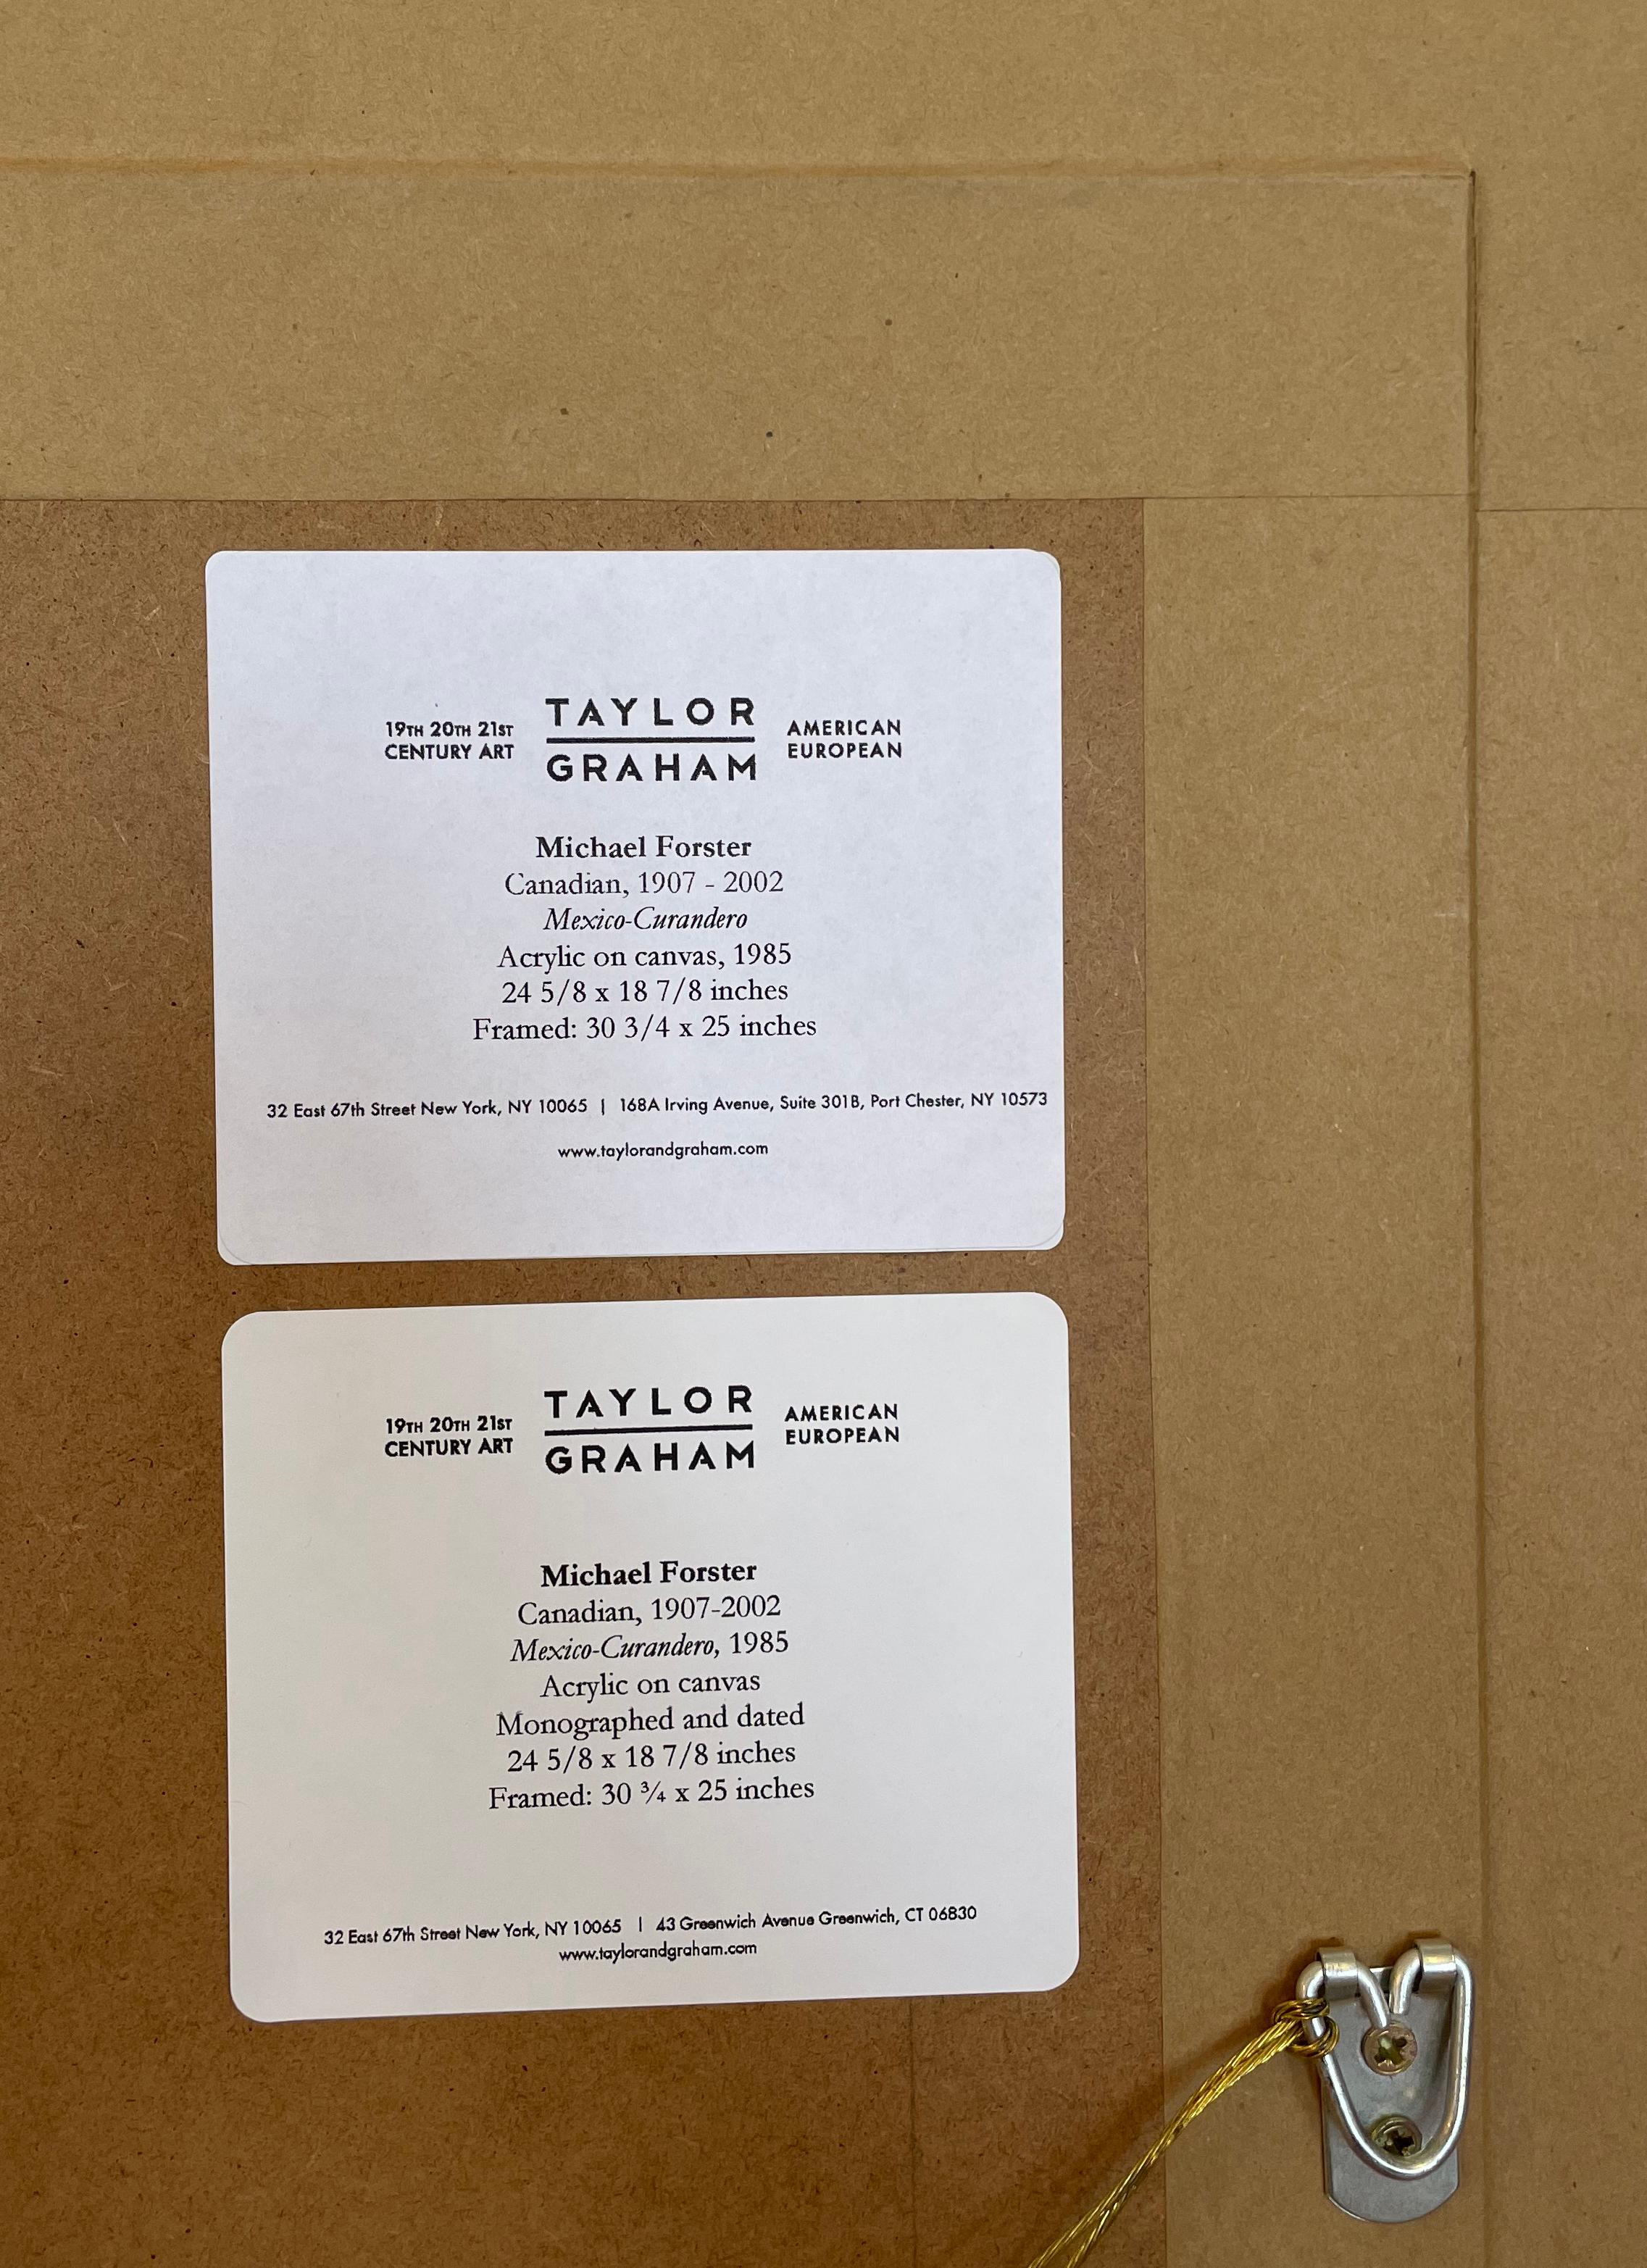 19TH 20TH 21ST CENTURY ART
TAYLOR GRAHAM
AMERICAN EUROPEAN
Michael Forster
Canadian, 1907 - 2002
Mexico-Curandero
Acrylic on canvas, 1985
24 5/8 x 18 7/8 inches
Framed: 30 3/4 x 25 inches
32 East 67th Street New York, NY 10065 | 168A Irving Avenue, Suite 301B, Port Chester, NY 10573
www.taylorandgraham.com
19TH 20TH 21ST CENTURY ART
TAYLOR GRAHAM
AMERICAN EUROPEAN
Michael Forster
Canadian, 1907-2002
Mexico-Curandero, 1985
Acrylic on canvas
Monographed and dated
24 5/8 x 18 7/8 inches
Framed: 30 ¾ x 25 inches
32 East 67th Street New York, NY 10065 | 43 Greenwich Avenue Greenwich, CT 06830
www.taylorandgraham.com